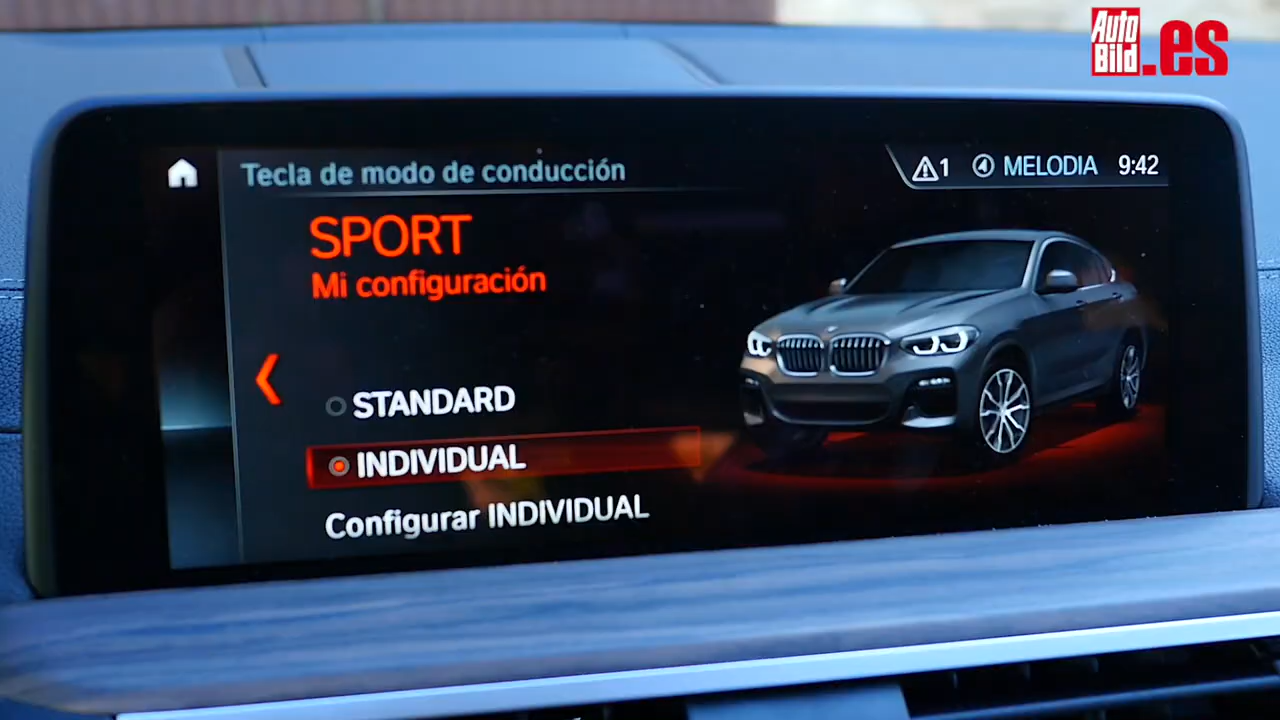 Auto
Bild.es
Tecla de modo de conducción
1 MELODIA 9:42
SPORT
Mi configuración
STANDARD
INDIVIDUAL
Configurar INDIVIDUAL